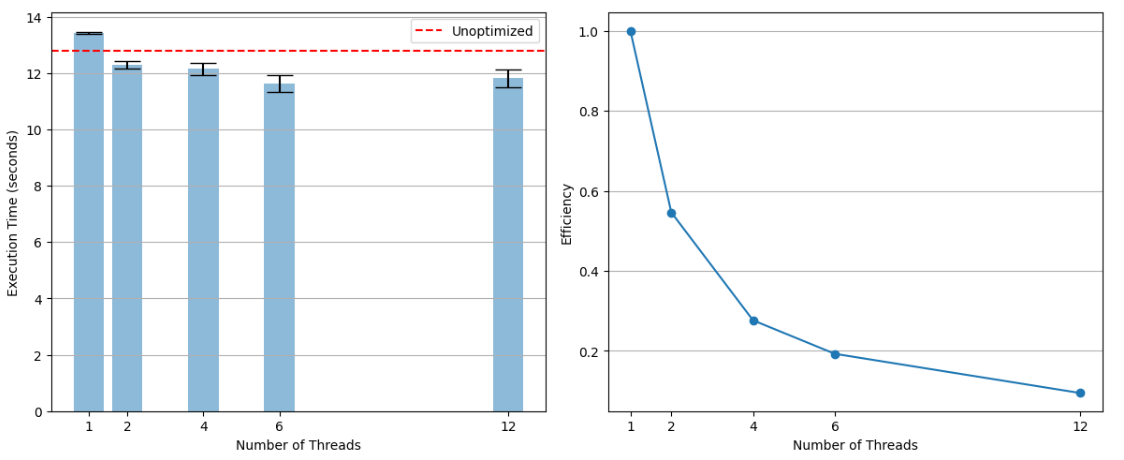 14
12
10
8
6
4
2
0
Execution Time (seconds)
Unoptimized
1 2 4 6 12
Number of Threads
1.0
0.8
0.6
0.4
0.2
Efficiency
1 2 4 6 12
Number of Threads